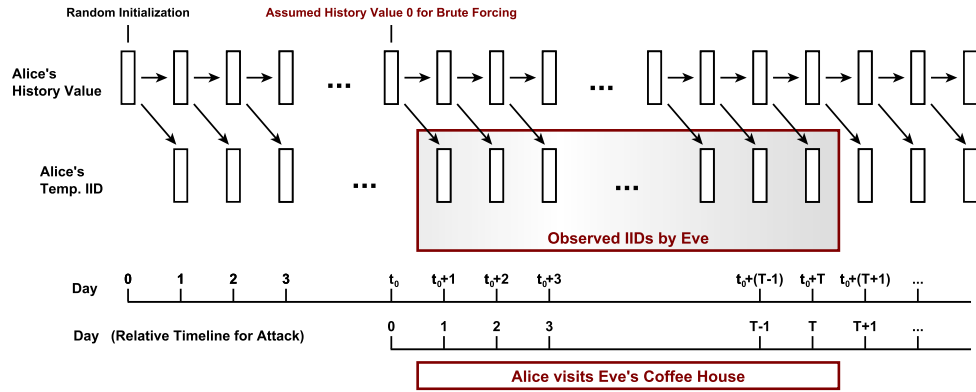 Random Initialization
Assumed History Value 0 for Brute Forcing
Alice's
History Value
...
...
Alice's
Temp. IID
...
...
Observed IIDs by Eve
Day 0 1 2 3 t₀ t₀+1 t₀+2 t₀+3 t₀+(T-1) t₀+T t₀+(T+1) ...
Day (Relative Timeline for Attack) 0 1 2 3 T-1 T T+1 ...
Alice visits Eve's Coffee House